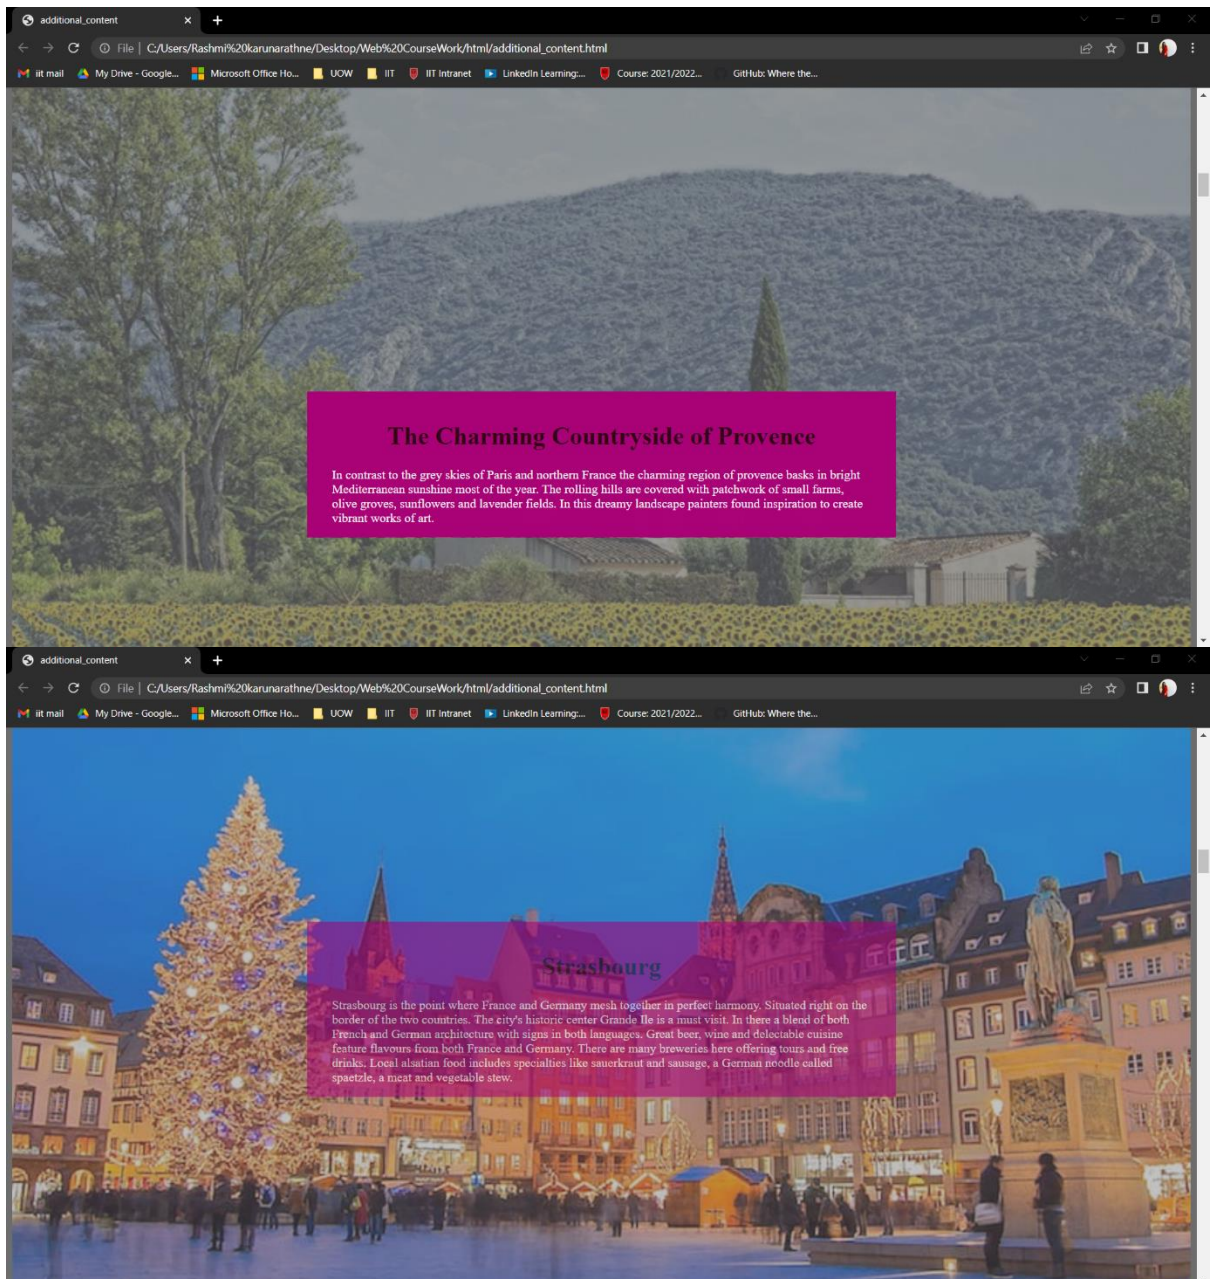 additional_content
File | C:/Users/Rashmi%20karunarathne/Desktop/Web%20CourseWork/html/additional_content.html
iit mail My Drive - Google... Microsoft Office Ho... UOW IIT IIT Intranet LinkedIn Learning:... Course: 2021/2022... GitHub: Where the...
The Charming Countryside of Provence
In contrast to the grey skies of Paris and northern France the charming region of provence basks in bright
Mediterranean sunshine most of the year. The rolling hills are covered with patchwork of small farms,
olive groves, sunflowers and lavender fields. In this dreamy landscape painters found inspiration to create
vibrant works of art.
additional_content
File | C:/Users/Rashmi%20karunarathne/Desktop/Web%20CourseWork/html/additional_content.html
iit mail My Drive - Google... Microsoft Office Ho... UOW IIT IIT Intranet LinkedIn Learning:... Course: 2021/2022... GitHub: Where the...
Strasbourg
Strasbourg is the point where France and Germany mesh together in perfect harmony. Situated right on the
border of the two countries. The city's historic center Grande Ile is a must visit. In there a blend of both
French and German architecture with signs in both languages. Great beer, wine and delectable cuisine
feature flavours from both France and Germany. There are many breweries here offering tours and free
drinks. Local alsatian food includes specialties like sauerkraut and sausage, a German noodle called
spaetzle, a meat and vegetable stew.